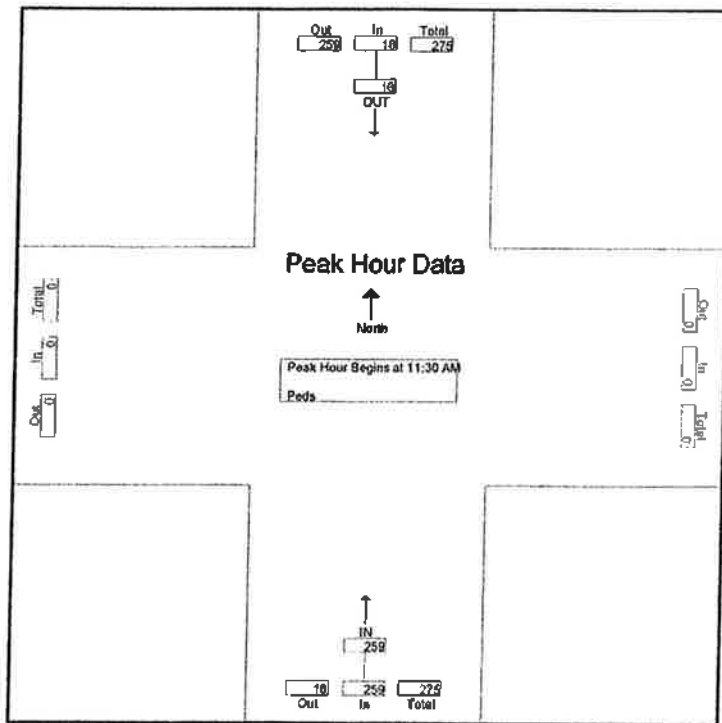 Out In Total
259 16 275
16
OUT
Peak Hour Data
North
Total 0
In 0
Out 0
Peak Hour Begins at 11:30 AM
Peds
Out 0
In 0
Total 0
IN
259
16 259 275
Out In Total